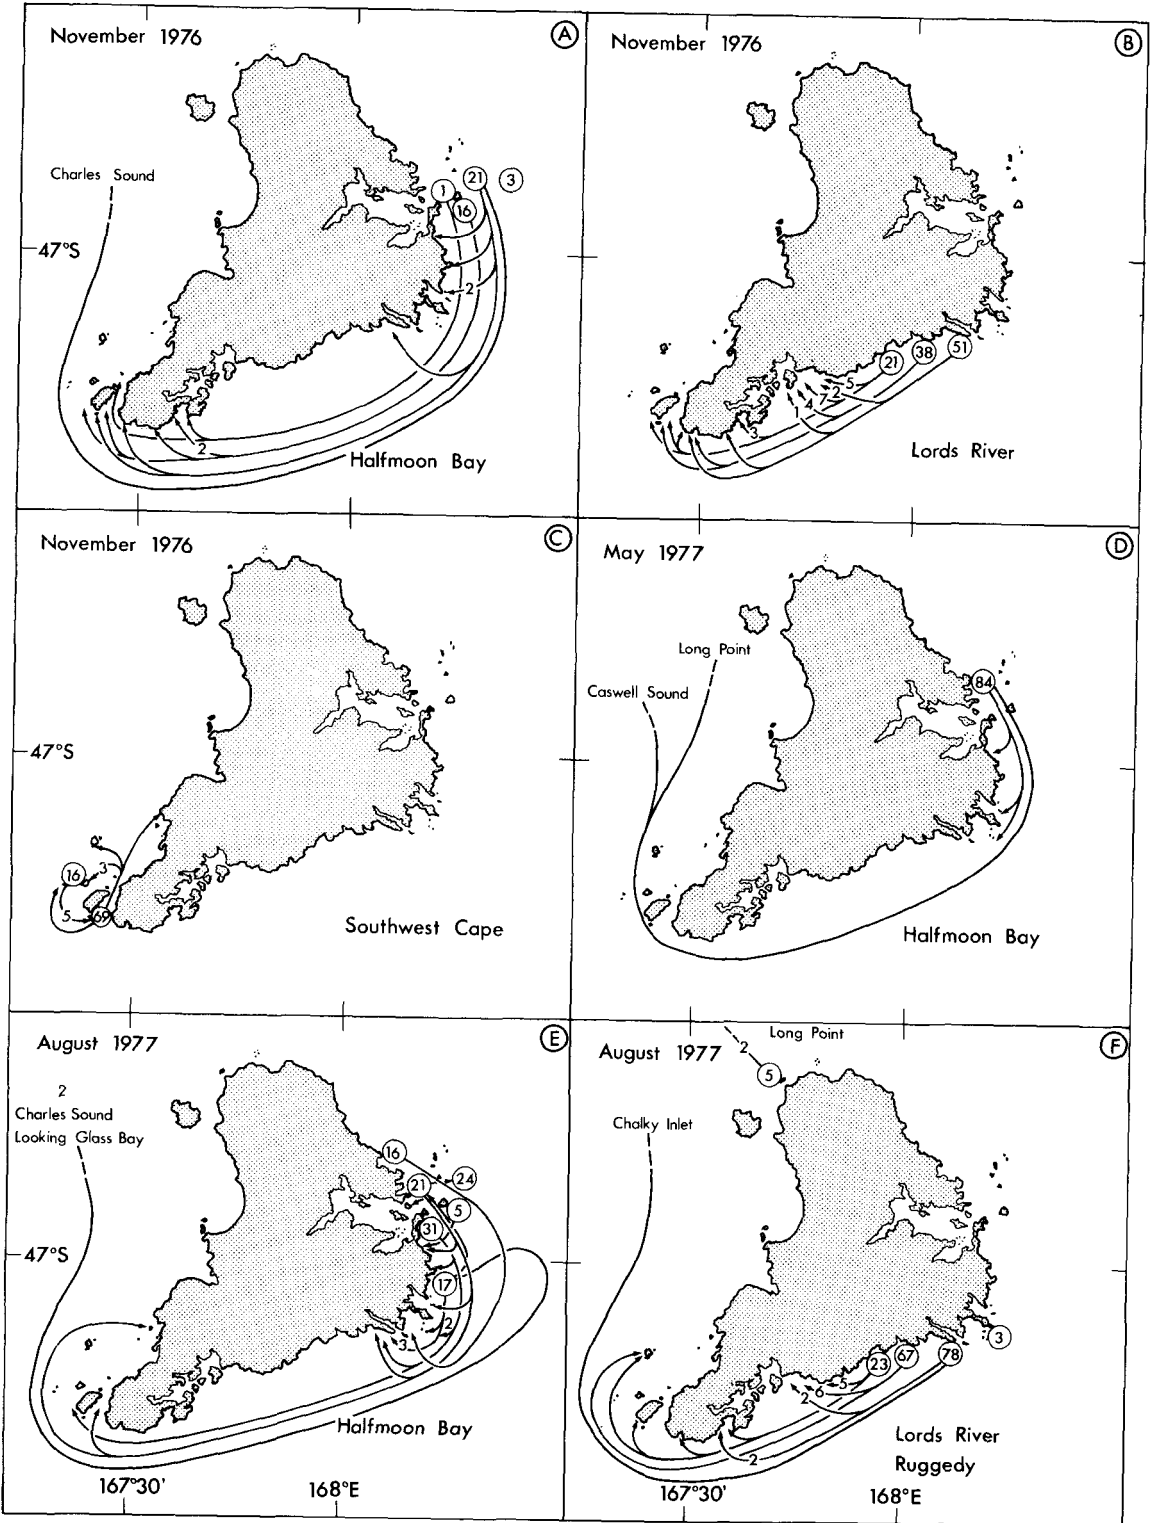 November 1976
A
Charles Sound
1
21
3
16
47°S
2
2
Halfmoon Bay
November 1976
B
21
38
51
5
2
7
4
1
3
Lords River
November 1976
C
47°S
3
16
5
69
Southwest Cape
May 1977
D
Long Point
Caswell Sound
84
Halfmoon Bay
August 1977
E
2
Charles Sound
Looking Glass Bay
16
21
24
5
31
47°S
17
2
3
Halfmoon Bay
167°30'
168°E
August 1977
F
Long Point
2
5
Chalky Inlet
3
23
67
78
5
6
2
2
Lords River
Ruggedy
167°30'
168°E